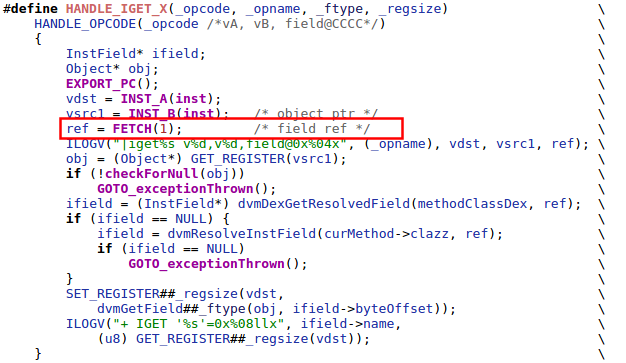 #define HANDLE_IGET_X(_opcode, _opname, _ftype, _regsize) \
    HANDLE_OPCODE(_opcode /*vA, vB, field@CCCC*/) \
    { \
        InstField* ifield; \
        Object* obj; \
        EXPORT_PC(); \
        vdst = INST_A(inst); \
        vsrc1 = INST_B(inst);   /* object ptr */ \
        ref = FETCH(1);         /* field ref */ \
        ILOGV("|iget%s v%d,v%d,field@0x%04x", (_opname), vdst, vsrc1, ref); \
        obj = (Object*) GET_REGISTER(vsrc1); \
        if (!checkForNull(obj)) \
            GOTO_exceptionThrown(); \
        ifield = (InstField*) dvmDexGetResolvedField(methodClassDex, ref); \
        if (ifield == NULL) { \
            ifield = dvmResolveInstField(curMethod->clazz, ref); \
            if (ifield == NULL) \
                GOTO_exceptionThrown(); \
        } \
        SET_REGISTER##_regsize(vdst, \
            dvmGetField##_ftype(obj, ifield->byteOffset)); \
        ILOGV("+ IGET '%s'=0x%08llx", ifield->name, \
            (u8) GET_REGISTER##_regsize(vdst)); \
    } \